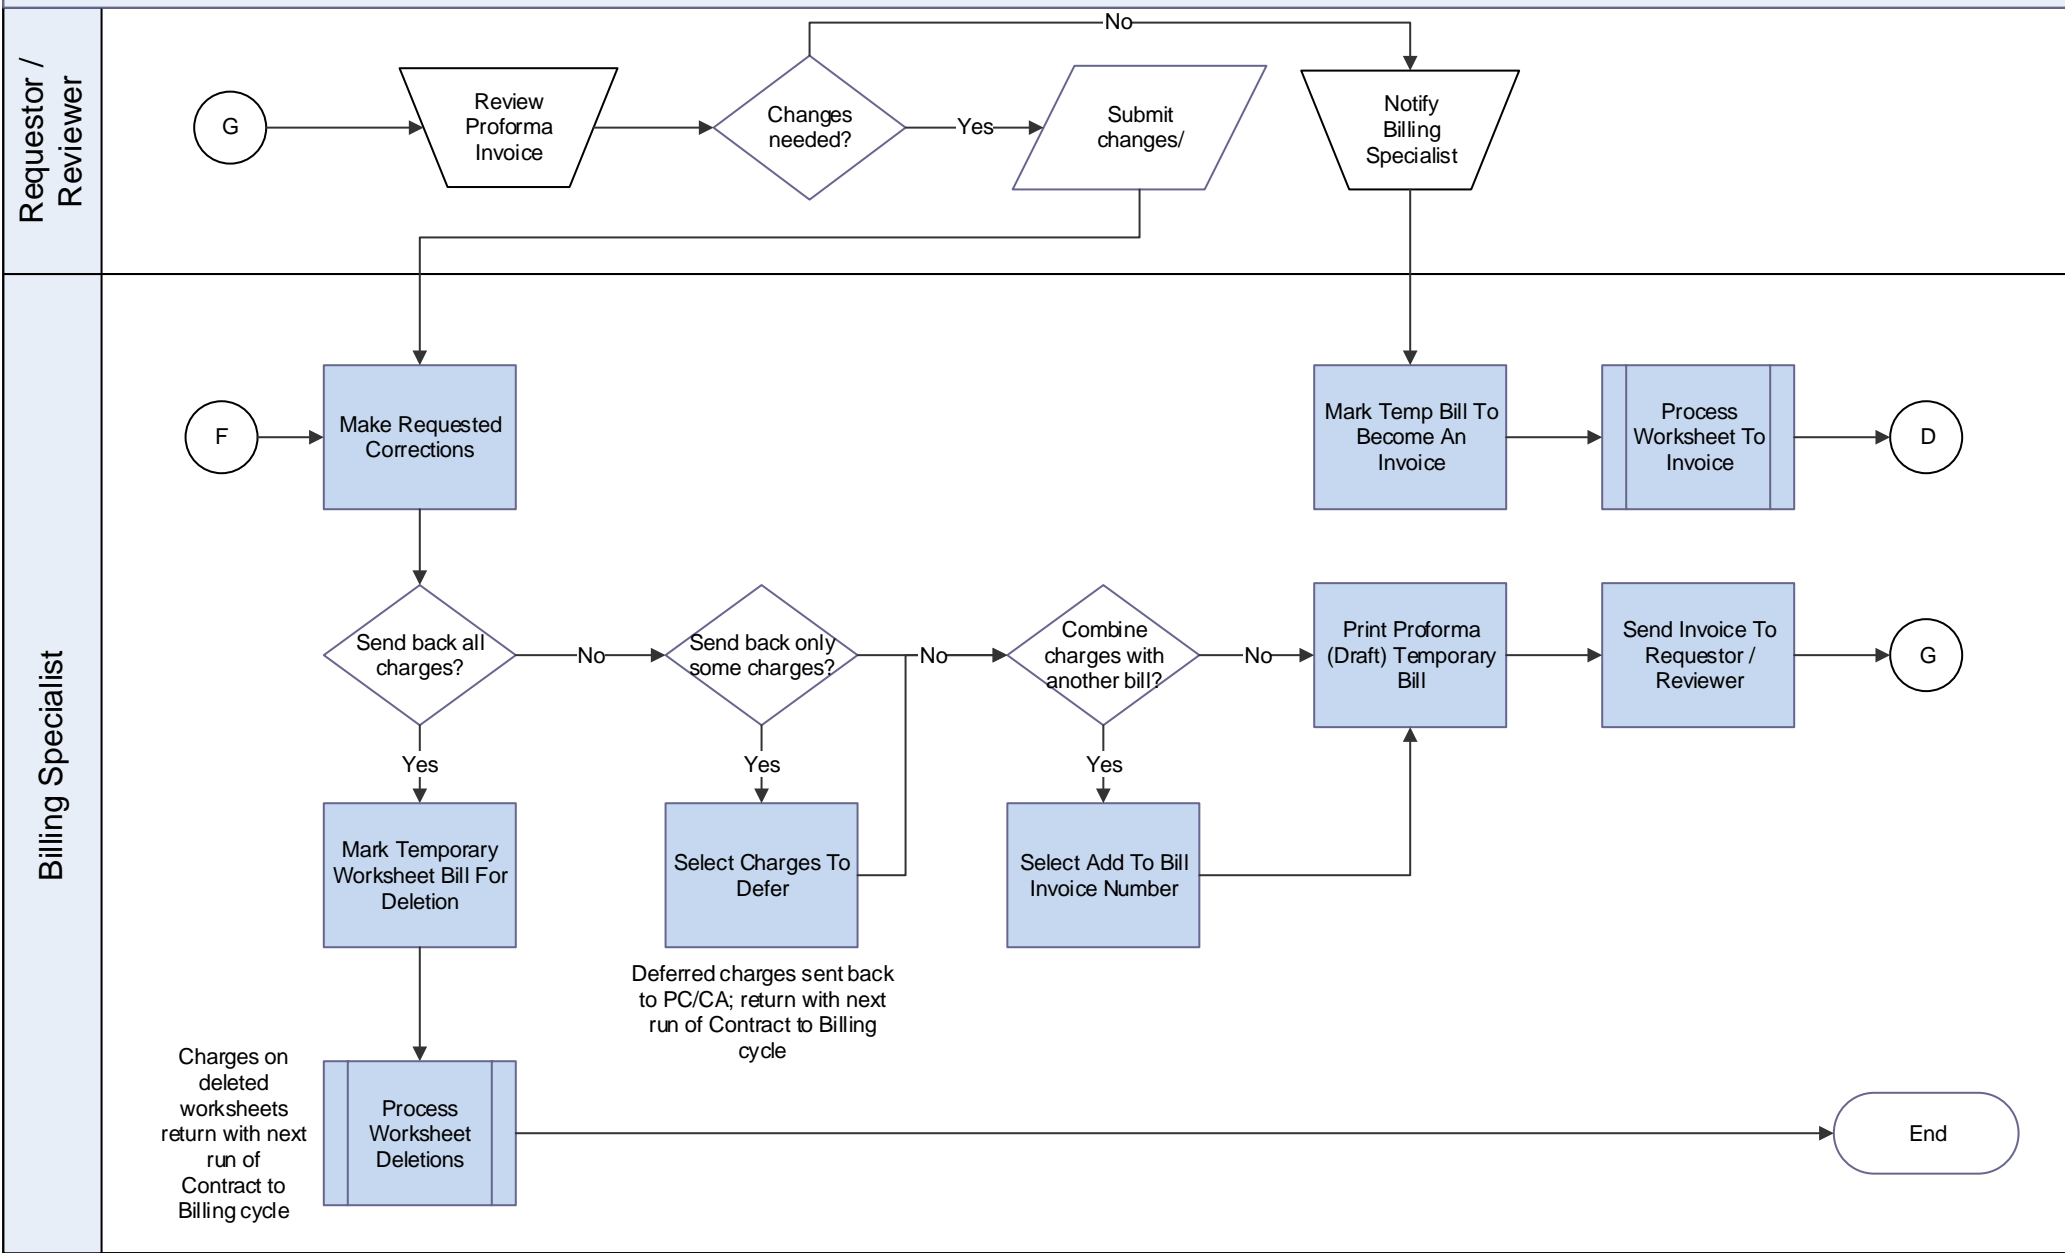 Requestor /
Reviewer
No
G
Review
Proforma
Invoice
Changes
needed?
Yes
Submit
changes/
Notify
Billing
Specialist
Billing Specialist
F
Make Requested
Corrections
Mark Temp Bill To
Become An
Invoice
Process
Worksheet To
Invoice
D
Send back all
charges?
No
Send back only
some charges?
No
Combine
charges with
another bill?
No
Print Proforma
(Draft) Temporary
Bill
Send Invoice To
Requestor /
Reviewer
G
Yes
Yes
Yes
Mark Temporary
Worksheet Bill For
Deletion
Select Charges To
Defer
Select Add To Bill
Invoice Number
Deferred charges sent back
to PC/CA; return with next
run of Contract to Billing
cycle
Charges on
deleted
worksheets
return with next
run of
Contract to
Billing cycle
Process
Worksheet
Deletions
End